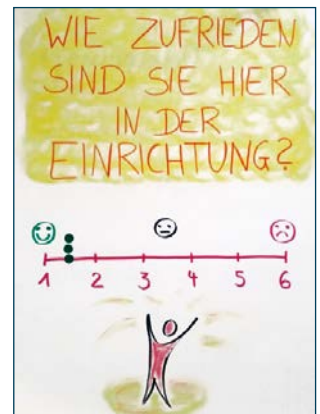 WIE ZUFRIEDEN
SIND SIE HIER
IN DER
EINRICHTUNG?
1 2 3 4 5 6